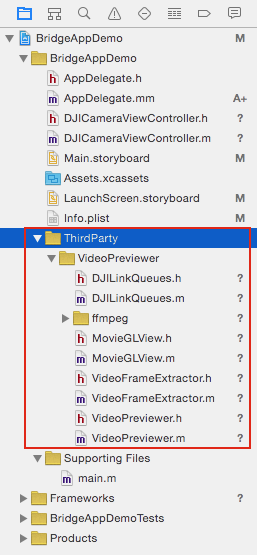 BridgeAppDemo M
BridgeAppDemo
h AppDelegate.h
m AppDelegate.mm A+
h DJICameraViewController.h ?
m DJICameraViewController.m ?
Main.storyboard M
Assets.xcassets
LaunchScreen.storyboard M
Info.plist M
ThirdParty
VideoPreviewer
h DJILinkQueues.h ?
m DJILinkQueues.m ?
ffmpeg ?
h MovieGLView.h ?
m MovieGLView.m ?
h VideoFrameExtractor.h ?
m VideoFrameExtractor.m ?
h VideoPreviewer.h ?
m VideoPreviewer.m ?
Supporting Files
m main.m
Frameworks ?
BridgeAppDemoTests
Products